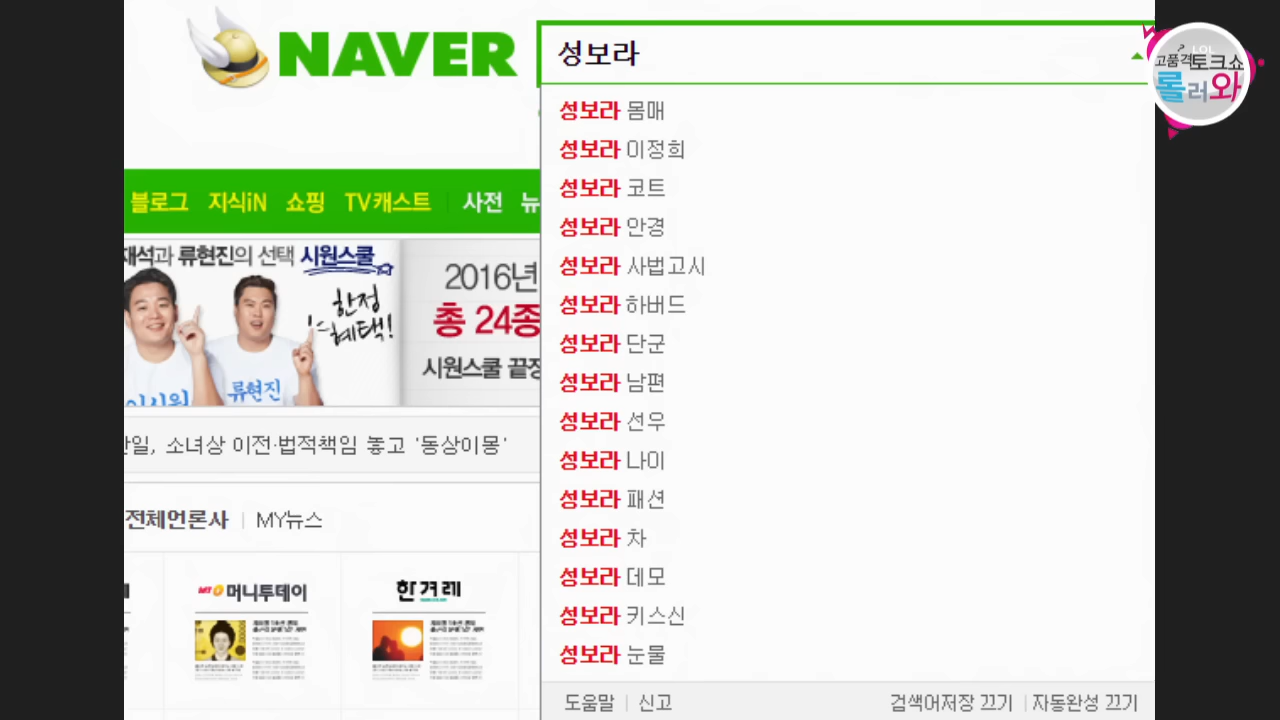 NAVER
성보라
LOL
고품격토크쇼
롤러와
성보라 몸매
성보라 이정희
성보라 코트
성보라 안경
성보라 사법고시
성보라 하버드
성보라 단군
성보라 남편
성보라 선우
성보라 나이
성보라 패션
성보라 차
성보라 데모
성보라 키스신
성보라 눈물
블로그 지식iN 쇼핑 TV캐스트 사전 뉴
재석과 류현진의 선택 시원스쿨
한정
혜택!
이시원
류현진
2016년
총 24종
시원스쿨 끝장
한일, 소녀상 이전·법적책임 놓고 '동상이몽'
전체언론사 | MY뉴스
머니투데이
한겨레
도움말 | 신고
검색어저장 끄기 | 자동완성 끄기